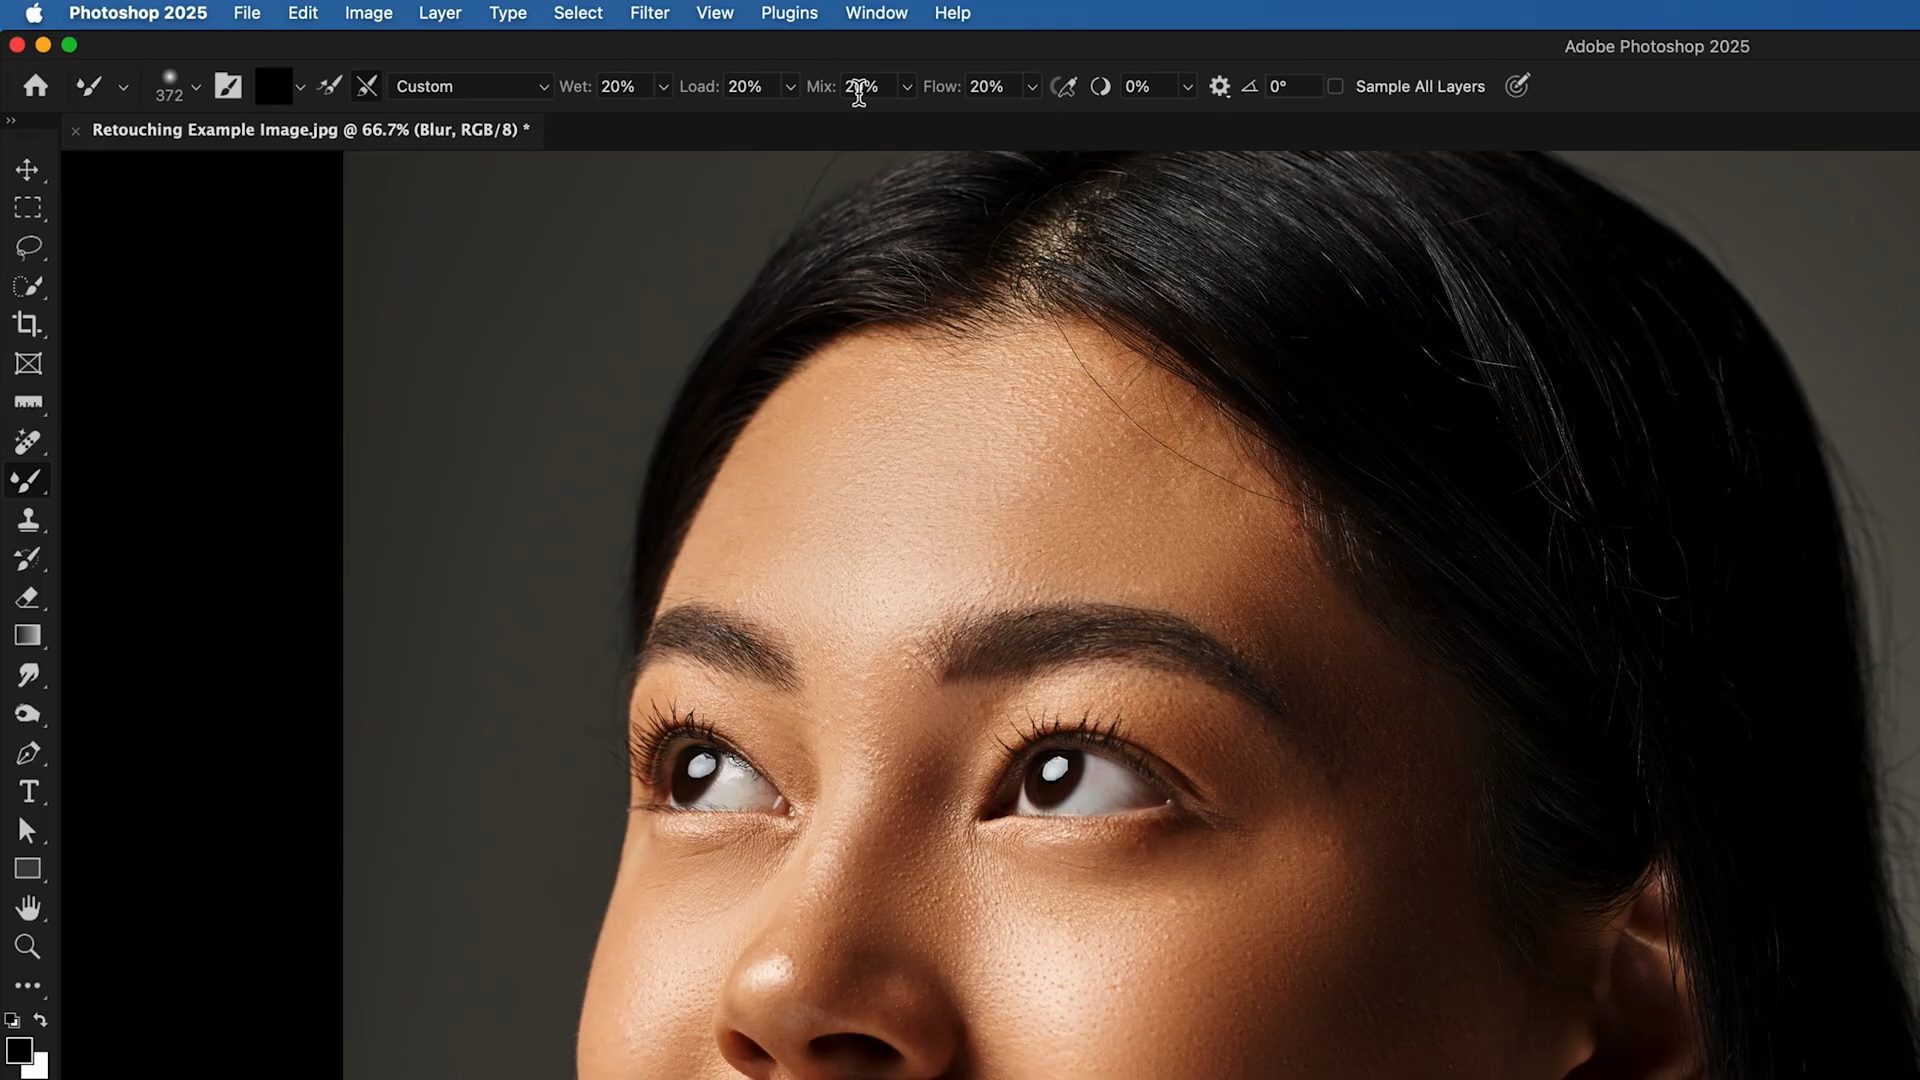 Photoshop 2025 File Edit Image Layer Type Select Filter View Plugins Window Help
Adobe Photoshop 2025
372 Custom Wet: 20% Load: 20% Mix: 20% Flow: 20% 0% 0° Sample All Layers
Retouching Example Image.jpg @ 66.7% (Blur, RGB/8) *